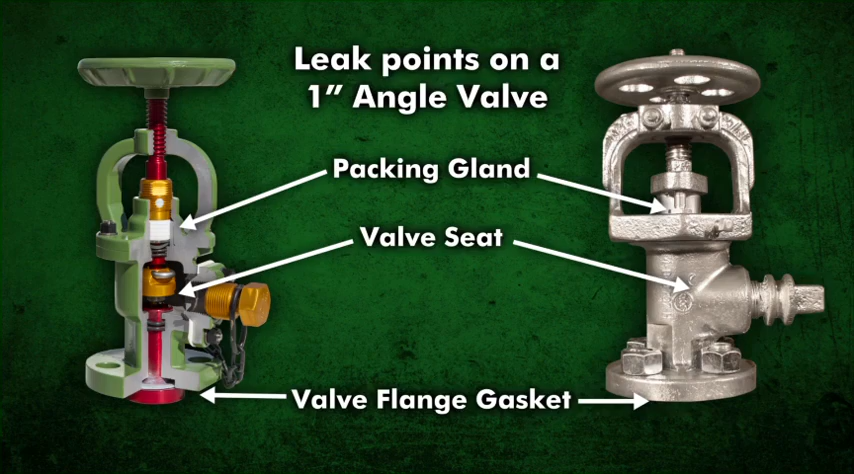 Leak points on a
1” Angle Valve
Packing Gland
Valve Seat
Valve Flange Gasket